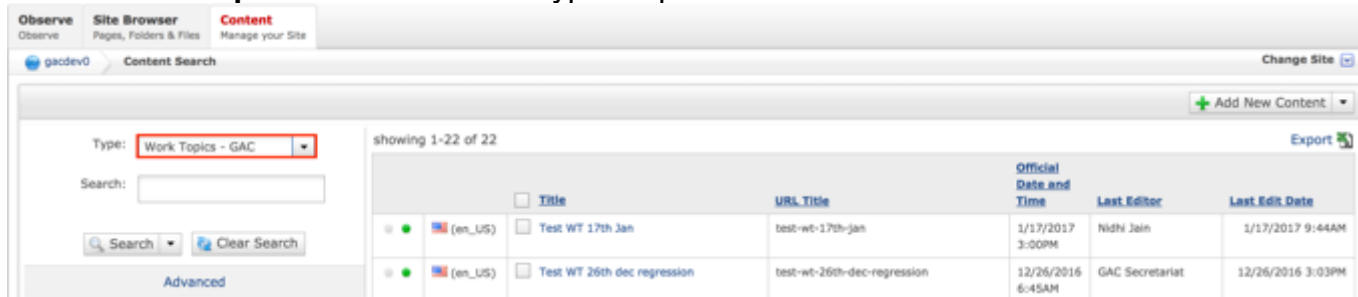 Observe Site Browser Content
Observe Pages, Folders & Files Manage your Site
gacdev0 Content Search Change Site
Add New Content
Type: Work Topics - GAC
showing 1-22 of 22 Export
Search:
Title URL Title Official Date and Time Last Editor Last Edit Date
Search Clear Search
Advanced
(en_US) Test WT 17th Jan test-wt-17th-jan 1/17/2017 3:00PM Nidhi Jain 1/17/2017 9:44AM
(en_US) Test WT 26th dec regression test-wt-26th-dec-regression 12/26/2016 6:45AM GAC Secretariat 12/26/2016 3:03PM